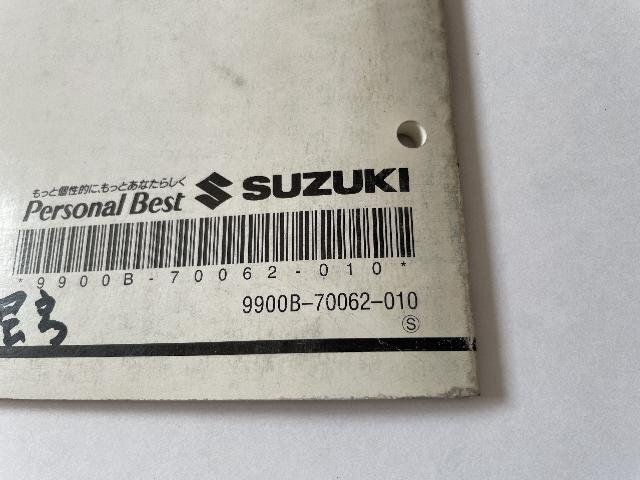 もっと個性的に、もっとあなたらしく
Personal Best SUZUKI
*9900B-70062-010*
9900B-70062-010
S